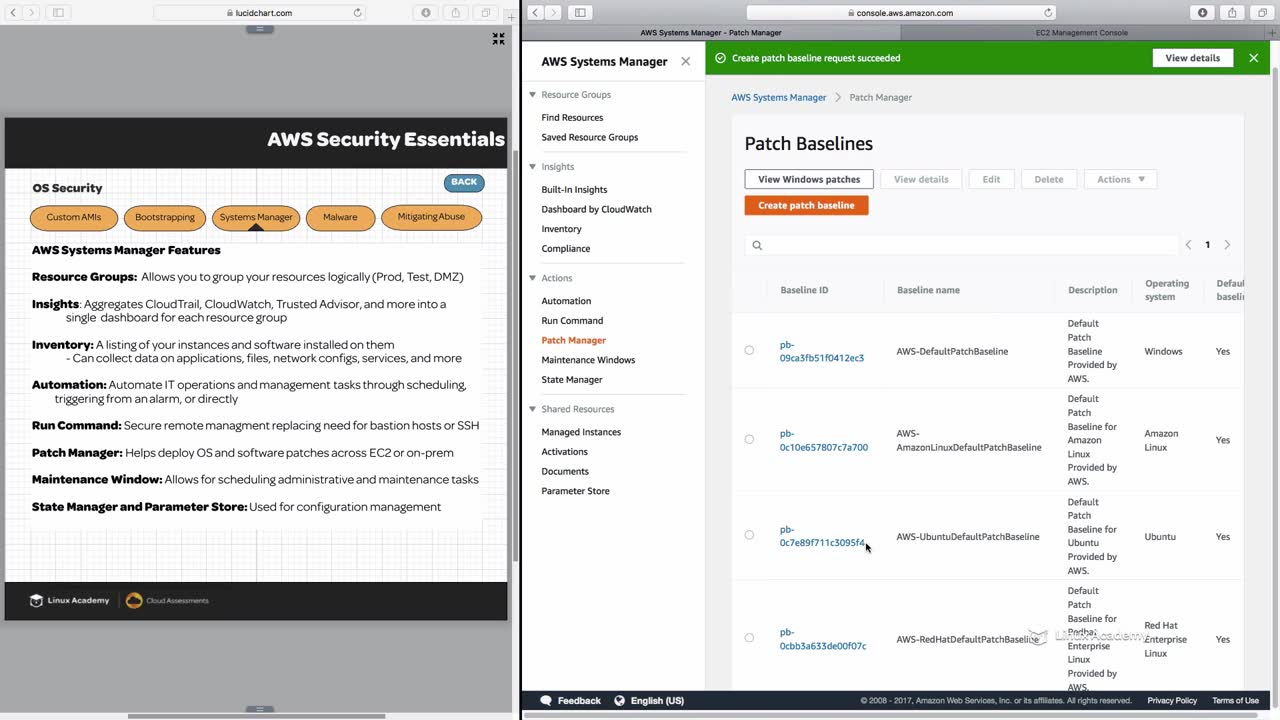 lucidchart.com
AWS Security Essentials
OS Security
BACK
Custom AMIs
Bootstrapping
Systems Manager
Malware
Mitigating Abuse
AWS Systems Manager Features
Resource Groups: Allows you to group your resources logically (Prod, Test, DMZ)
Insights: Aggregates CloudTrail, CloudWatch, Trusted Advisor, and more into a
single dashboard for each resource group
Inventory: A listing of your instances and software installed on them
- Can collect data on applications, files, network configs, services, and more
Automation: Automate IT operations and management tasks through scheduling,
triggering from an alarm, or directly
Run Command: Secure remote managment replacing need for bastion hosts or SSH
Patch Manager: Helps deploy OS and software patches across EC2 or on-prem
Maintenance Window: Allows for scheduling administrative and maintenance tasks
State Manager and Parameter Store: Used for configuration management
Linux Academy
Cloud Assessments
console.aws.amazon.com
AWS Systems Manager - Patch Manager
EC2 Management Console
AWS Systems Manager
Resource Groups
Find Resources
Saved Resource Groups
Insights
Built-In Insights
Dashboard by CloudWatch
Inventory
Compliance
Actions
Automation
Run Command
Patch Manager
Maintenance Windows
State Manager
Shared Resources
Managed Instances
Activations
Documents
Parameter Store
Create patch baseline request succeeded
View details
AWS Systems Manager
Patch Manager
Patch Baselines
View Windows patches
View details
Edit
Delete
Actions
Create patch baseline
1
Baseline ID
Baseline name
Description
Operating
system
Defau
baselin
pb-
09ca3fb51f0412ec3
AWS-DefaultPatchBaseline
Default
Patch
Baseline
Provided by
AWS.
Windows
Yes
pb-
0c10e657807c7a700
AWS-
AmazonLinuxDefaultPatchBaseline
Default
Patch
Baseline for
Amazon
Linux
Provided by
AWS.
Amazon
Linux
Yes
pb-
0c7e89f711c3095f4
AWS-UbuntuDefaultPatchBaseline
Default
Patch
Baseline for
Ubuntu
Provided by
AWS.
Ubuntu
Yes
pb-
0cbb3a633de00f07c
AWS-RedHatDefaultPatchBaseline
Default
Patch
Baseline for
Redhat
Enterprise
Linux
Provided by
AWS.
Red Hat
Enterprise
Linux
Yes
Linux Academy
Feedback
English (US)
© 2008 - 2017, Amazon Web Services, Inc. or its affiliates. All rights reserved.
Privacy Policy
Terms of Use